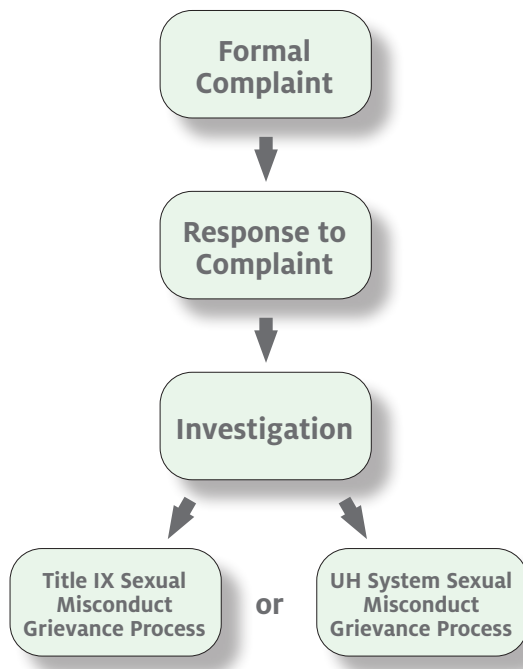 Formal
Complaint
Response to
Complaint
Investigation
Title IX Sexual
Misconduct
Grievance Process
or
UH System Sexual
Misconduct
Grievance Process